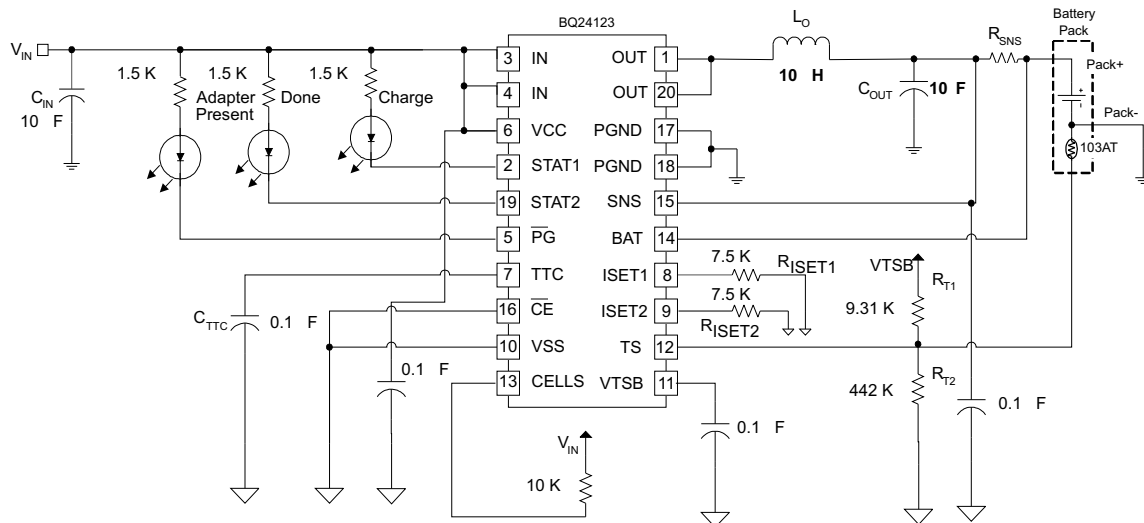 BQ24123
V_IN
C_IN
10 F
1.5 K
1.5 K
1.5 K
Adapter
Present
Done
Charge
3 IN
4 IN
6 VCC
2 STAT1
19 STAT2
5 PG
7 TTC
16 CE
10 VSS
13 CELLS
OUT 1
OUT 20
PGND 17
PGND 18
SNS 15
BAT 14
ISET1 8
ISET2 9
TS 12
VTSB 11
L_O
10 H
C_OUT
10 F
R_SNS
Battery
Pack
Pack+
+
-
Pack-
103AT
7.5 K
R_ISET1
7.5 K
R_ISET2
VTSB
R_T1
9.31 K
R_T2
442 K
0.1 F
C_TTC
0.1 F
0.1 F
0.1 F
V_IN
10 K